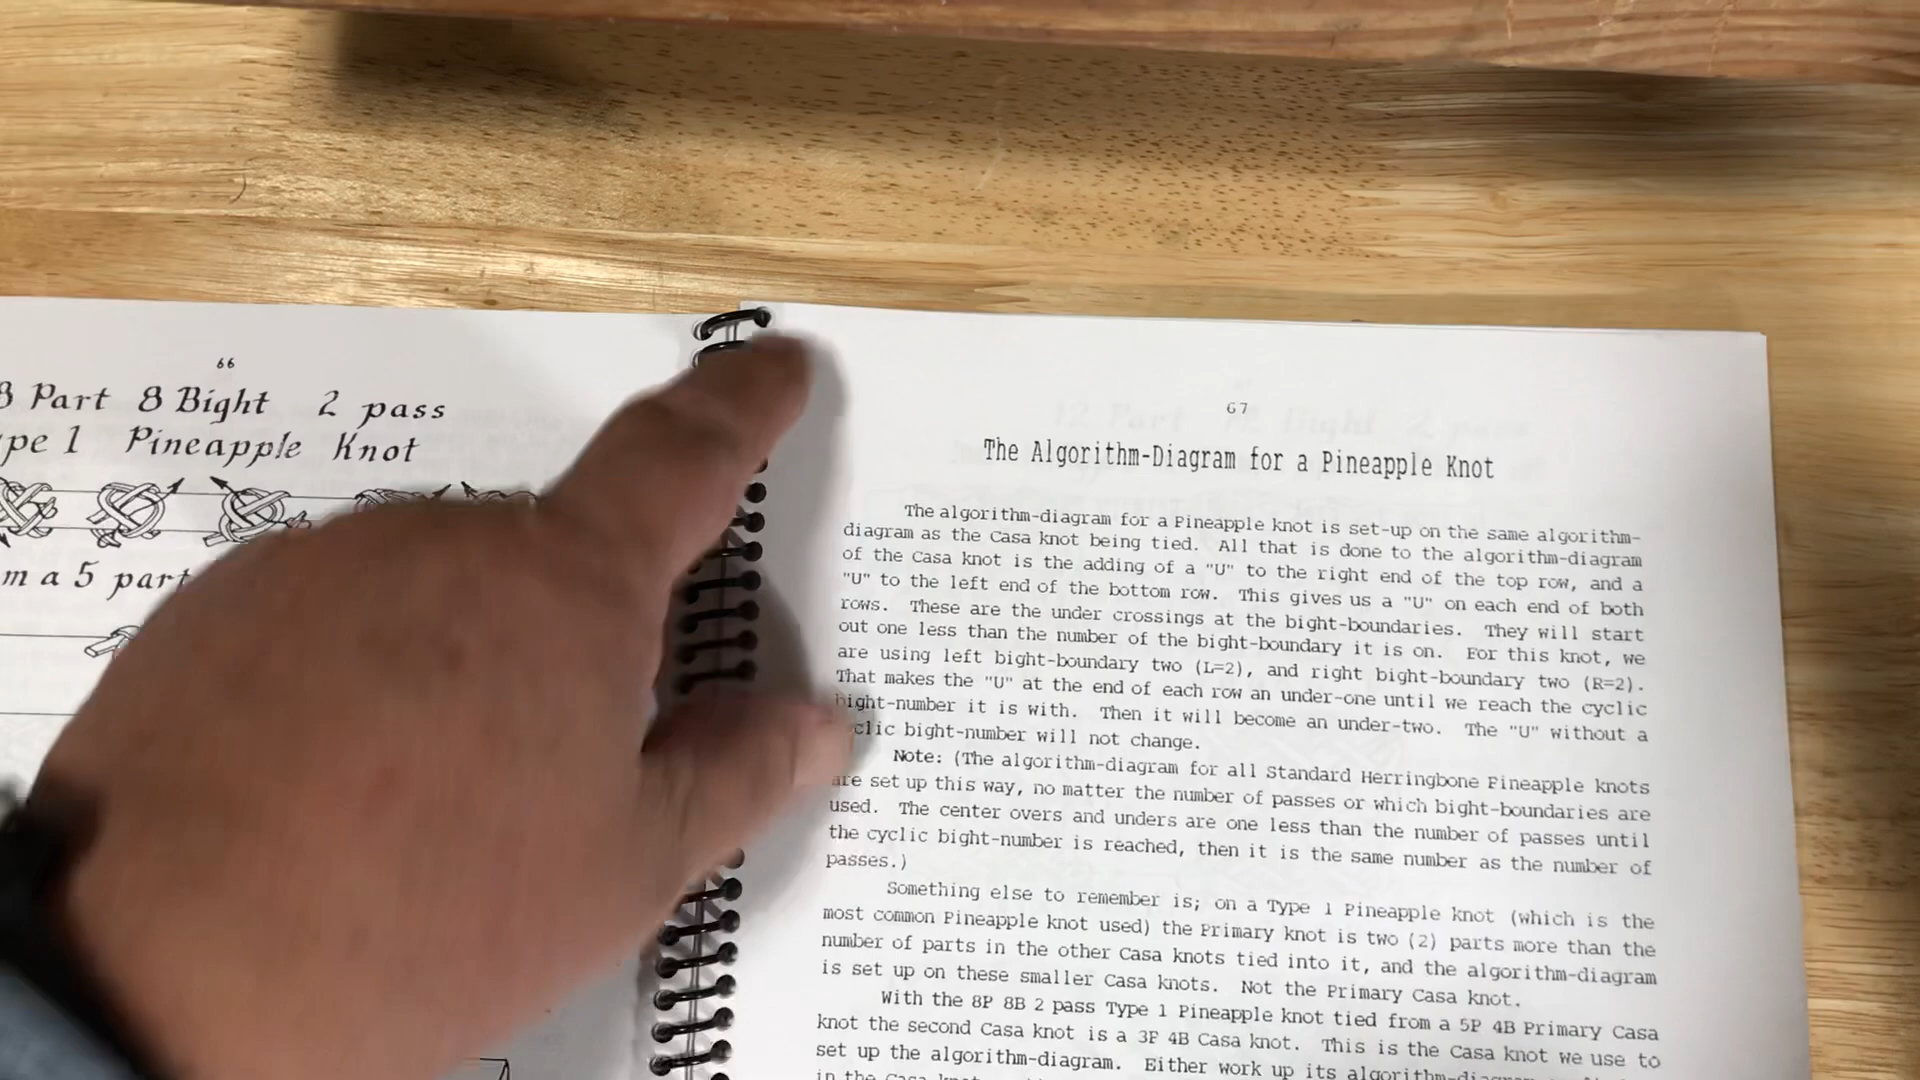 66
Part 8 Bight 2 pass
1 Pineapple Knot
m a 5 part
67
The Algorithm-Diagram for a Pineapple Knot
The algorithm-diagram for a Pineapple knot is set-up on the same algorithm-
diagram as the Casa knot being tied. All that is done to the algorithm-diagram
of the Casa knot is the adding of a "U" to the right end of the top row, and a
"U" to the left end of the bottom row. This gives us a "U" on each end of both
rows. These are the under crossings at the bight-boundaries. They will start
out one less than the number of the bight-boundary it is on. For this knot, we
are using left bight-boundary two (L=2), and right bight-boundary two (R=2).
That makes the "U" at the end of each row an under-one until we reach the cyclic
bight-number it is with. Then it will become an under-two. The "U" without a
clic bight-number will not change.
Note: (The algorithm-diagram for all Standard Herringbone Pineapple knots
are set up this way, no matter the number of passes or which bight-boundaries are
used. The center overs and unders are one less than the number of passes until
the cyclic bight-number is reached, then it is the same number as the number of
passes.)
Something else to remember is; on a Type 1 Pineapple knot (which is the
most common Pineapple knot used) the Primary knot is two (2) parts more than the
number of parts in the other Casa knots tied into it, and the algorithm-diagram
is set up on these smaller Casa knots. Not the Primary Casa knot.
With the 8P 8B 2 pass Type 1 Pineapple knot tied from a 5P 4B Primary Casa
knot the second Casa knot is a 3P 4B Casa knot. This is the Casa knot we use to
set up the algorithm-diagram. Either work up its
in the Casa